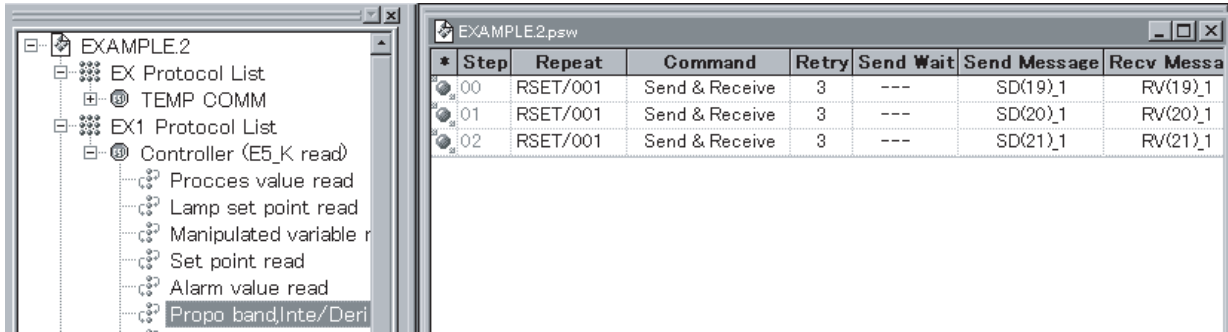 EXAMPLE.2
EX Protocol List
TEMP COMM
EX1 Protocol List
Controller (E5_K read)
Procces value read
Lamp set point read
Manipulated variable r
Set point read
Alarm value read
Propo band,Inte/Deri
EXAMPLE.2.psw
* Step Repeat Command Retry Send Wait Send Message Recv Messa
00 RSET/001 Send & Receive 3 --- SD(19)_1 RV(19)_1
01 RSET/001 Send & Receive 3 --- SD(20)_1 RV(20)_1
02 RSET/001 Send & Receive 3 --- SD(21)_1 RV(21)_1